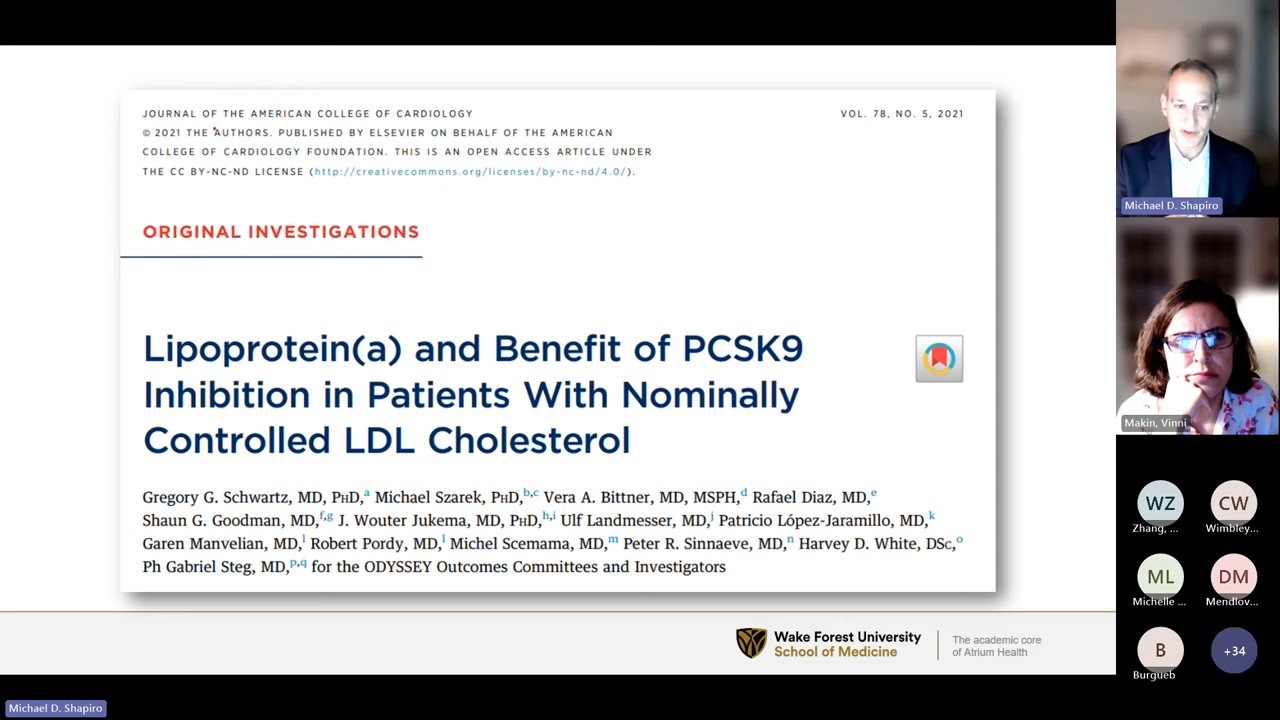 JOURNAL OF THE AMERICAN COLLEGE OF CARDIOLOGY
VOL. 78, NO. 5, 2021
© 2021 THE AUTHORS. PUBLISHED BY ELSEVIER ON BEHALF OF THE AMERICAN
COLLEGE OF CARDIOLOGY FOUNDATION. THIS IS AN OPEN ACCESS ARTICLE UNDER
THE CC BY-NC-ND LICENSE (http://creativecommons.org/licenses/by-nc-nd/4.0/).
ORIGINAL INVESTIGATIONS
Lipoprotein(a) and Benefit of PCSK9
Inhibition in Patients With Nominally
Controlled LDL Cholesterol
Gregory G. Schwartz, MD, PHD,a Michael Szarek, PHD,b,c Vera A. Bittner, MD, MSPH,d Rafael Diaz, MD,e
Shaun G. Goodman, MD,f,g J. Wouter Jukema, MD, PHD,h,i Ulf Landmesser, MD,j Patricio López-Jaramillo, MD,k
Garen Manvelian, MD,l Robert Pordy, MD,l Michel Scemama, MD,m Peter R. Sinnaeve, MD,n Harvey D. White, DSC,o
Ph Gabriel Steg, MD,p,q for the ODYSSEY Outcomes Committees and Investigators
Wake Forest University
School of Medicine
The academic core
of Atrium Health
Michael D. Shapiro
Michael D. Shapiro
Makin, Vinni
WZ
CW
Zhang, ...
Wimbley...
ML
DM
Michelle ...
Mendlov...
B
+34
Burgueb